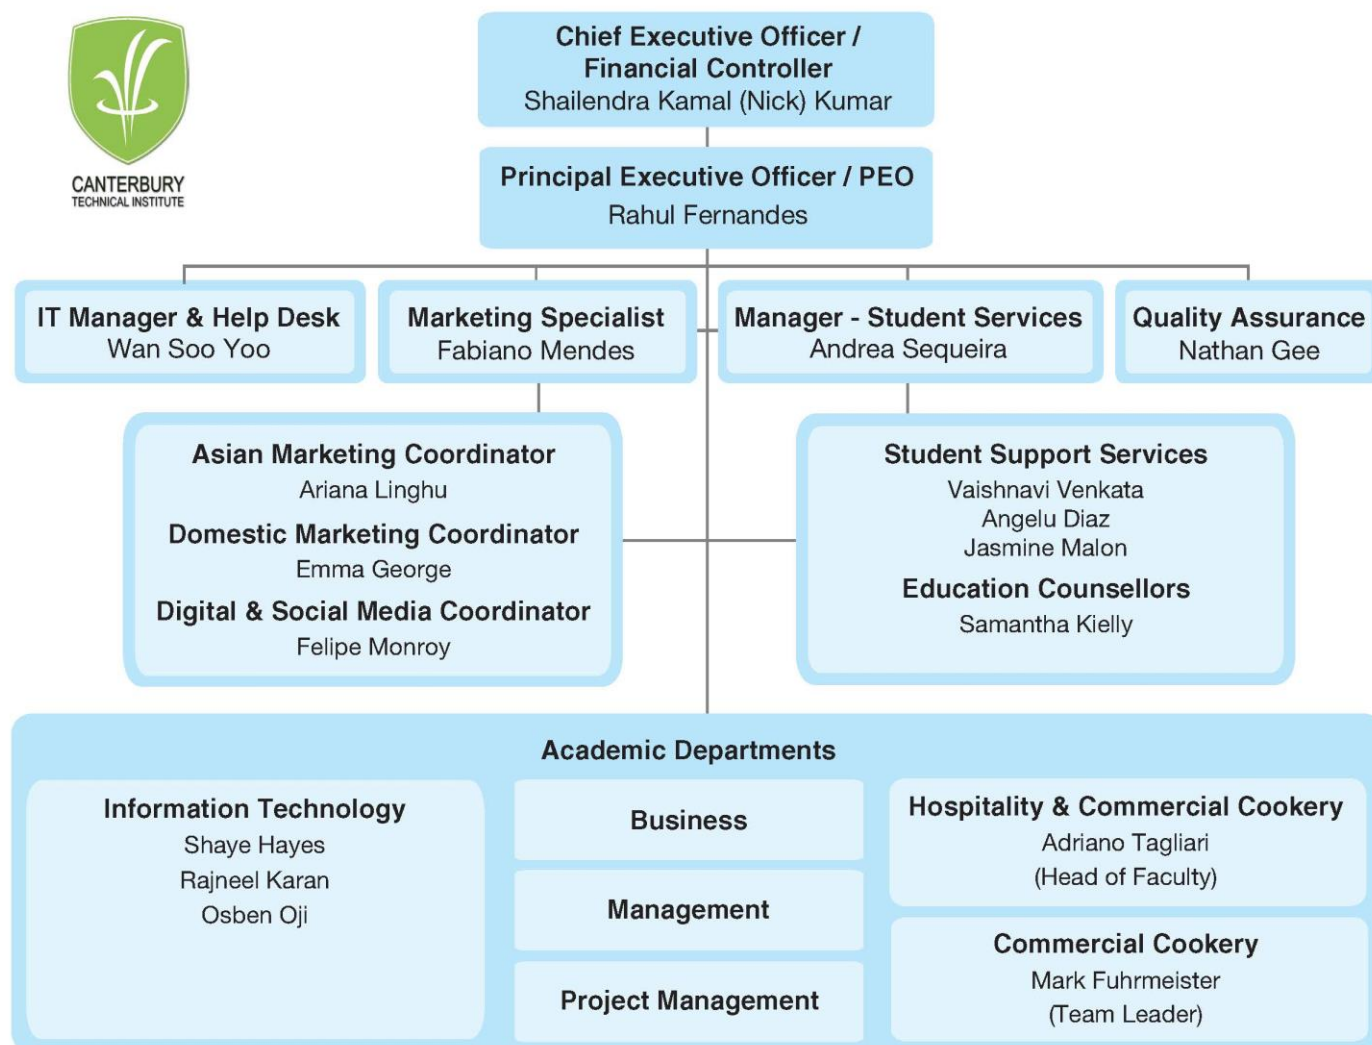 CANTERBURY
TECHNICAL INSTITUTE
Chief Executive Officer /
Financial Controller
Shailendra Kamal (Nick) Kumar
Principal Executive Officer / PEO
Rahul Fernandes
IT Manager & Help Desk
Wan Soo Yoo
Marketing Specialist
Fabiano Mendes
Manager - Student Services
Andrea Sequeira
Quality Assurance
Nathan Gee
Asian Marketing Coordinator
Ariana Linghu
Domestic Marketing Coordinator
Emma George
Digital & Social Media Coordinator
Felipe Monroy
Student Support Services
Vaishnavi Venkata
Angelu Diaz
Jasmine Malon
Education Counsellors
Samantha Kielly
Academic Departments
Information Technology
Shaye Hayes
Rajneel Karan
Osben Oji
Business
Management
Project Management
Hospitality & Commercial Cookery
Adriano Tagliari
(Head of Faculty)
Commercial Cookery
Mark Fuhrmeister
(Team Leader)